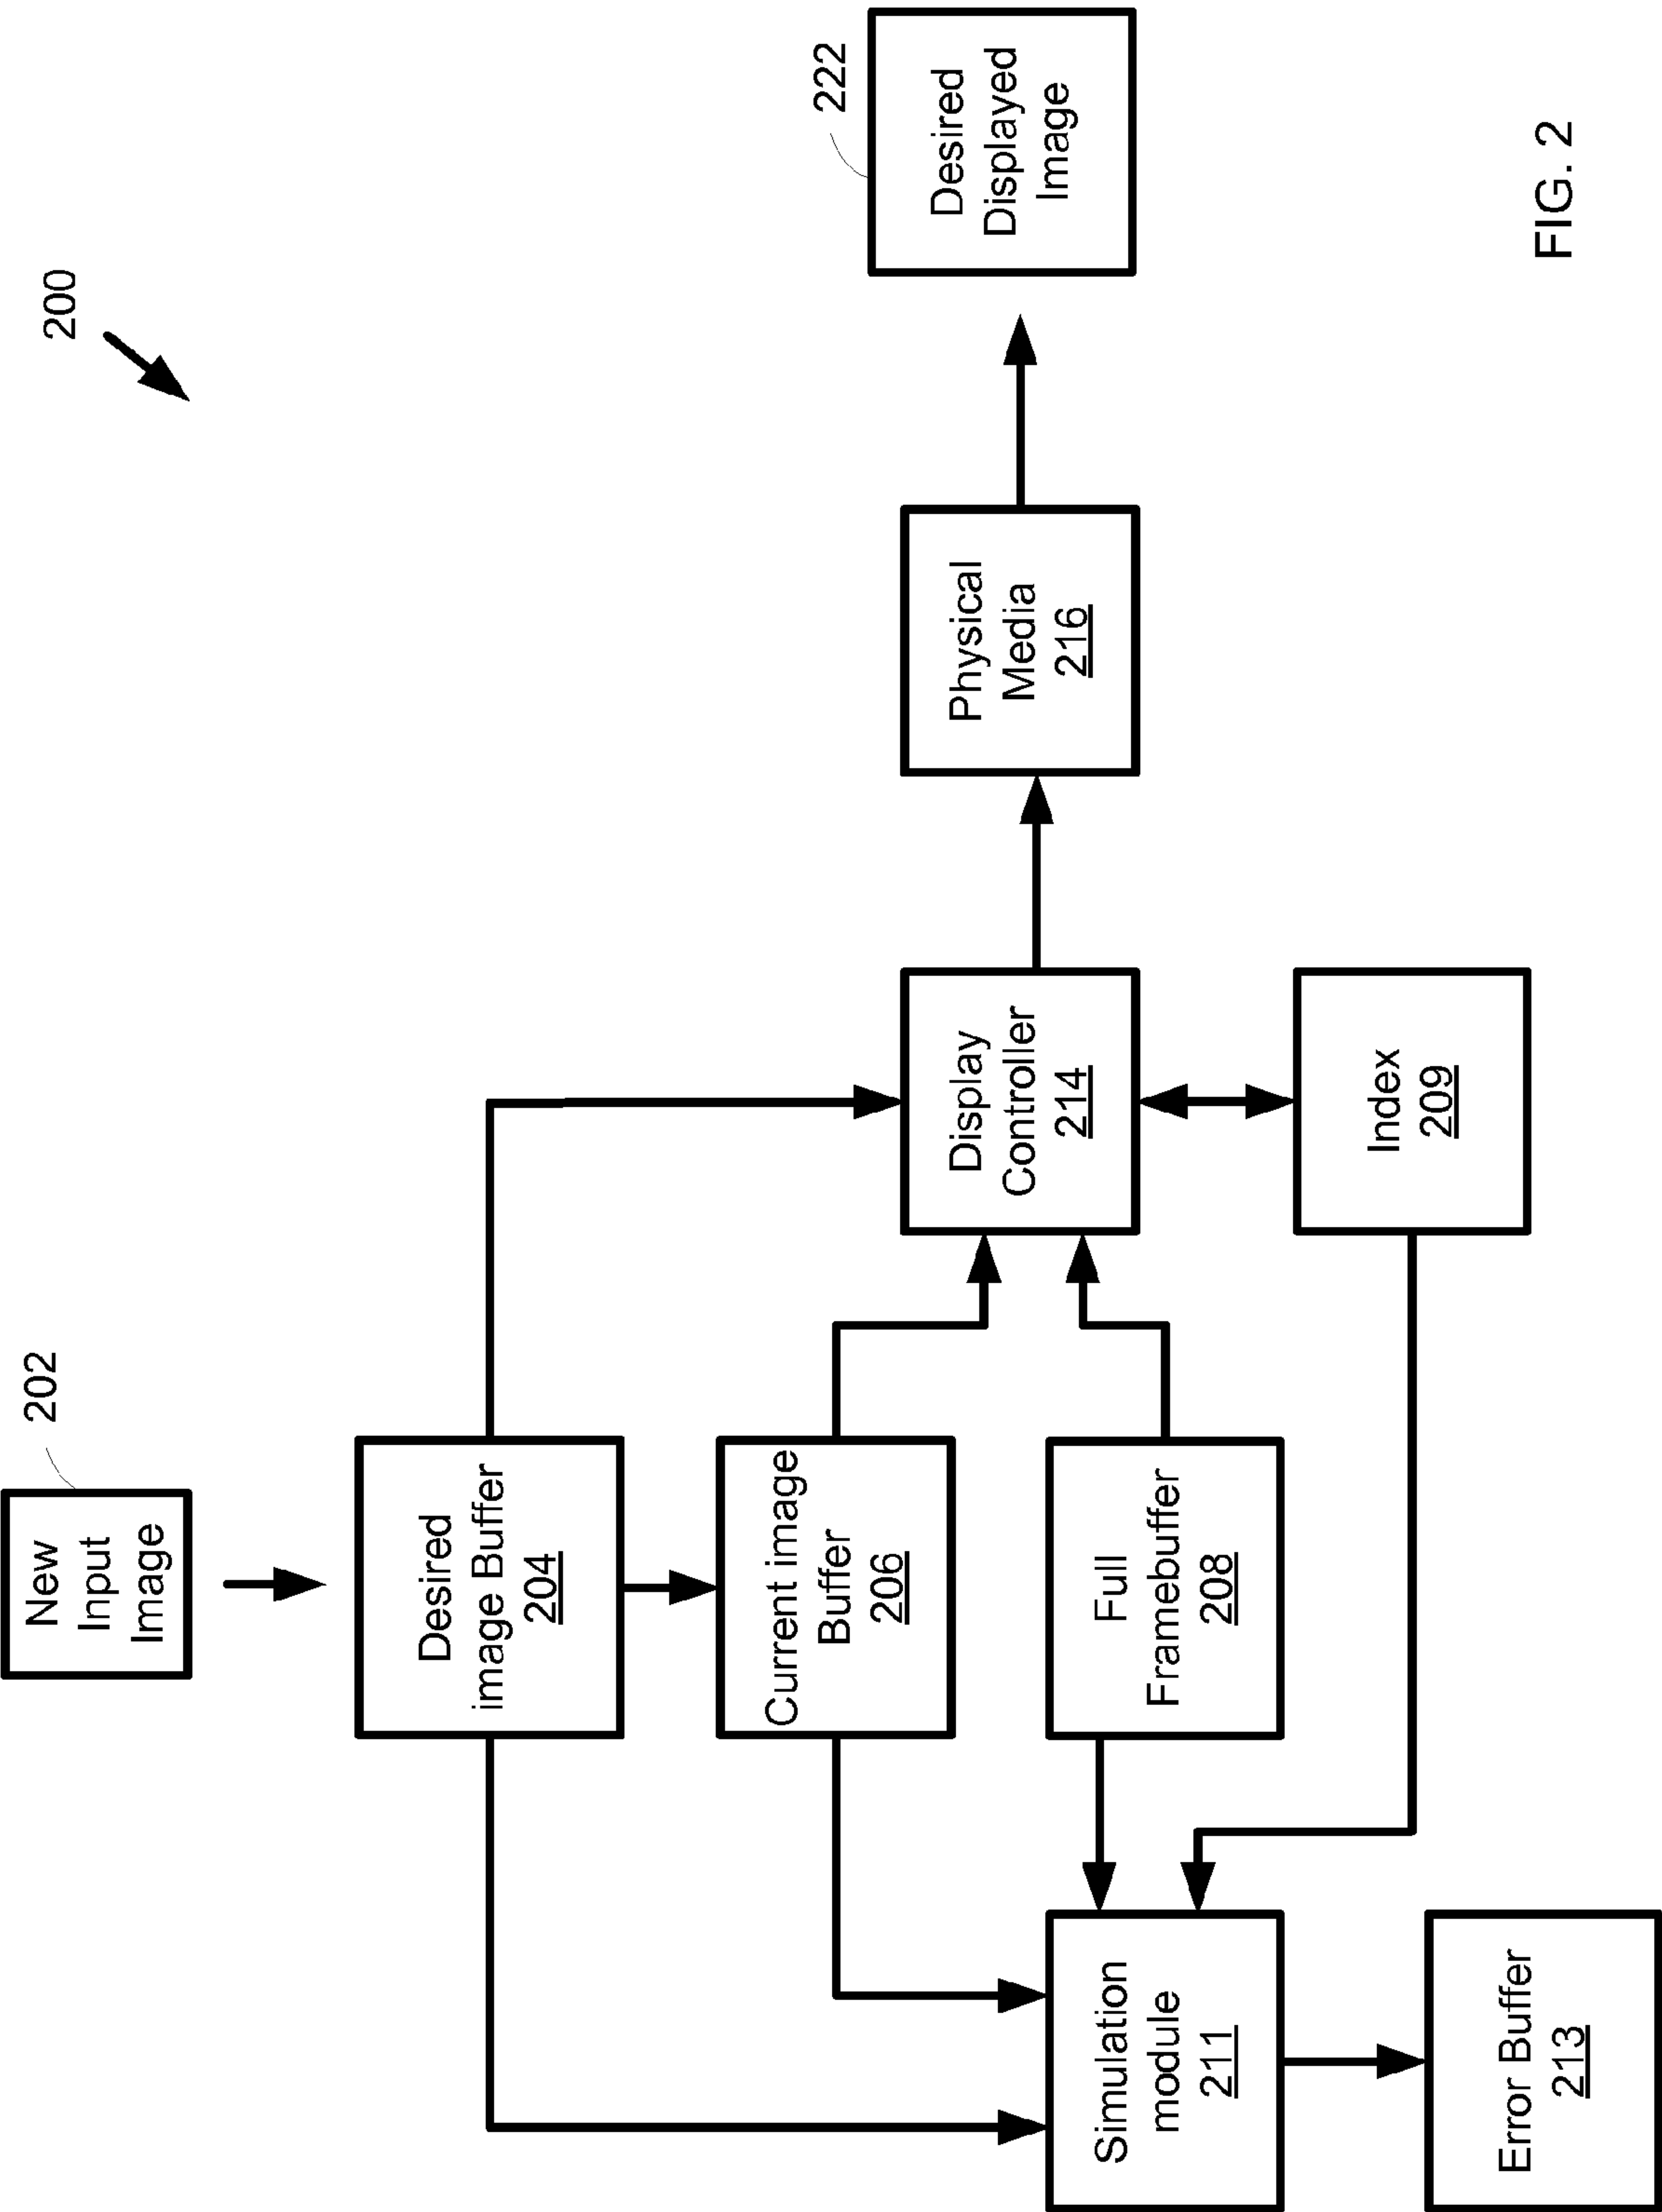 200
202
New
Input
Image
Desired
image Buffer
204
Current image
Buffer
206
Full
Framebuffer
208
Simulation
module
211
Error Buffer
213
Display
Controller
214
Index
209
Physical
Media
216
222
Desired
Displayed
Image
FIG. 2